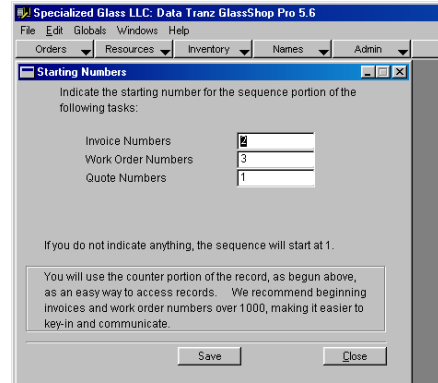 Specialized Glass LLC: Data Tranz GlassShop Pro 5.6
File Edit Globals Windows Help
Orders Resources Inventory Names Admin
Starting Numbers
Indicate the starting number for the sequence portion of the
following tasks:
Invoice Numbers 2
Work Order Numbers 3
Quote Numbers 1
If you do not indicate anything, the sequence will start at 1.
You will use the counter portion of the record, as begun above,
as an easy way to access records. We recommend beginning
invoices and work order numbers over 1000, making it easier to
key-in and communicate.
Save Close